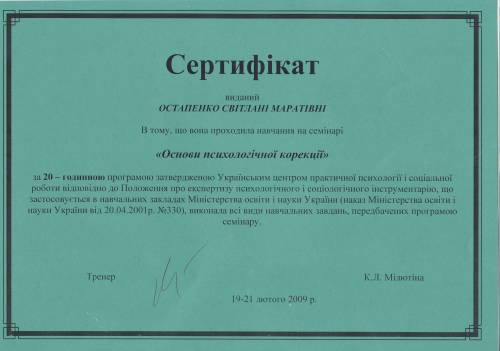 Сертифікат
виданий
ОСТАПЕНКО СВІТЛАНІ МАРАТІВНІ
В тому, що вона проходила навчання на семінарі
«Основи психологічної корекції»
за 20 – годинною програмою затвердженою Українським центром практичної психології і соціальної
роботи відповідно до Положення про експертизу психологічного і соціологічного інструментарію, що
застосовується в навчальних закладах Міністерства освіти і науки України (наказ Міністерства освіти і
науки України від 20.04.2001р. №330), виконала всі види навчальних завдань, передбачених програмою
семінару.
Тренер К.Л. Мілютіна
19-21 лютого 2009 р.